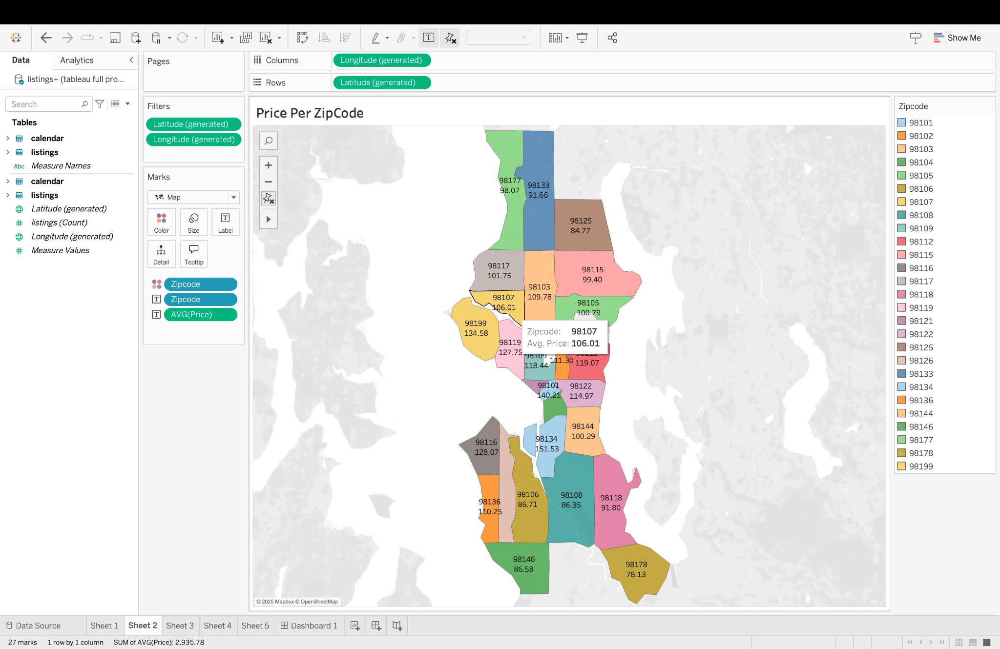 Show Me
Data
Analytics
listings+ (tableau full pro...
Search
Tables
calendar
listings
Abc Measure Names
calendar
listings
Latitude (generated)
listings (Count)
Longitude (generated)
Measure Values
Pages
Filters
Latitude (generated)
Longitude (generated)
Marks
Map
Color
Size
Label
Detail
Tooltip
Zipcode
Zipcode
AVG(Price)
Columns
Longitude (generated)
Rows
Latitude (generated)
Price Per ZipCode
98177
98.07
98133
91.66
98125
84.77
98117
101.75
98115
99.40
98103
109.78
98107
106.01
98105
100.79
98199
134.58
98119
127.75
Zipcode: 98107
Avg. Price: 106.01
98109
118.44
111.30
98112
119.07
98101
140.21
98122
114.97
98144
100.29
98134
151.53
98116
128.07
98136
110.25
98106
86.71
98108
86.35
98118
91.80
98146
86.58
98178
78.13
© 2025 Mapbox © OpenStreetMap
Zipcode
98101
98102
98103
98104
98105
98106
98107
98108
98109
98112
98115
98116
98117
98118
98119
98121
98122
98125
98126
98133
98134
98136
98144
98146
98177
98178
98199
Data Source
Sheet 1
Sheet 2
Sheet 3
Sheet 4
Sheet 5
Dashboard 1
27 marks
1 row by 1 column
SUM of AVG(Price): 2,935.78